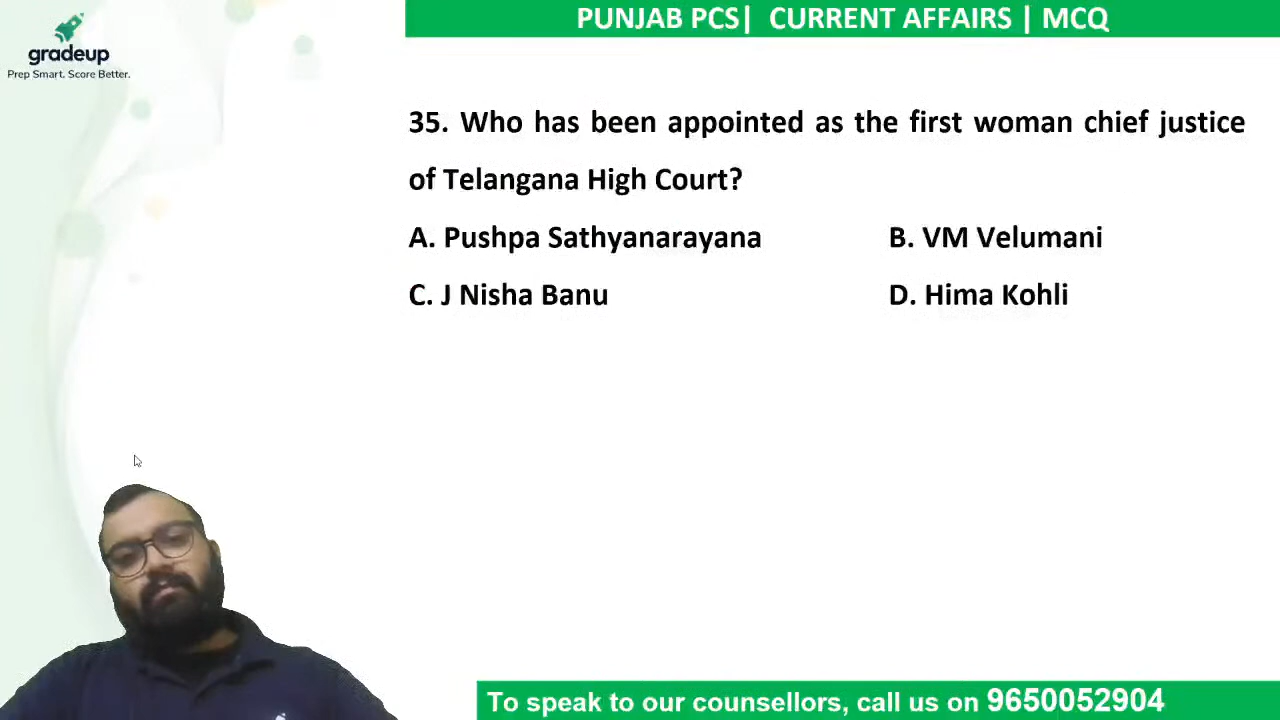 gradeup
Prep Smart. Score Better.
PUNJAB PCS| CURRENT AFFAIRS | MCQ
35. Who has been appointed as the first woman chief justice
of Telangana High Court?
A. Pushpa Sathyanarayana B. VM Velumani
C. J Nisha Banu D. Hima Kohli
To speak to our counsellors, call us on 9650052904